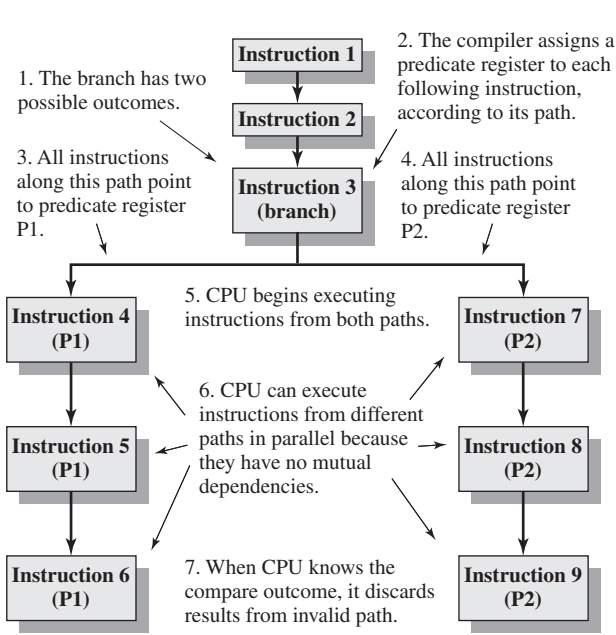 Instruction 1
2. The compiler assigns a
predicate register to each
following instruction,
according to its path.
1. The branch has two
possible outcomes.
Instruction 2
3. All instructions
along this path point
to predicate register
P1.
Instruction 3
(branch)
4. All instructions
along this path point
to predicate register
P2.
Instruction 4
(P1)
5. CPU begins executing
instructions from both paths.
Instruction 7
(P2)
6. CPU can execute
instructions from different
paths in parallel because
they have no mutual
dependencies.
Instruction 5
(P1)
Instruction 8
(P2)
Instruction 6
(P1)
7. When CPU knows the
compare outcome, it discards
results from invalid path.
Instruction 9
(P2)